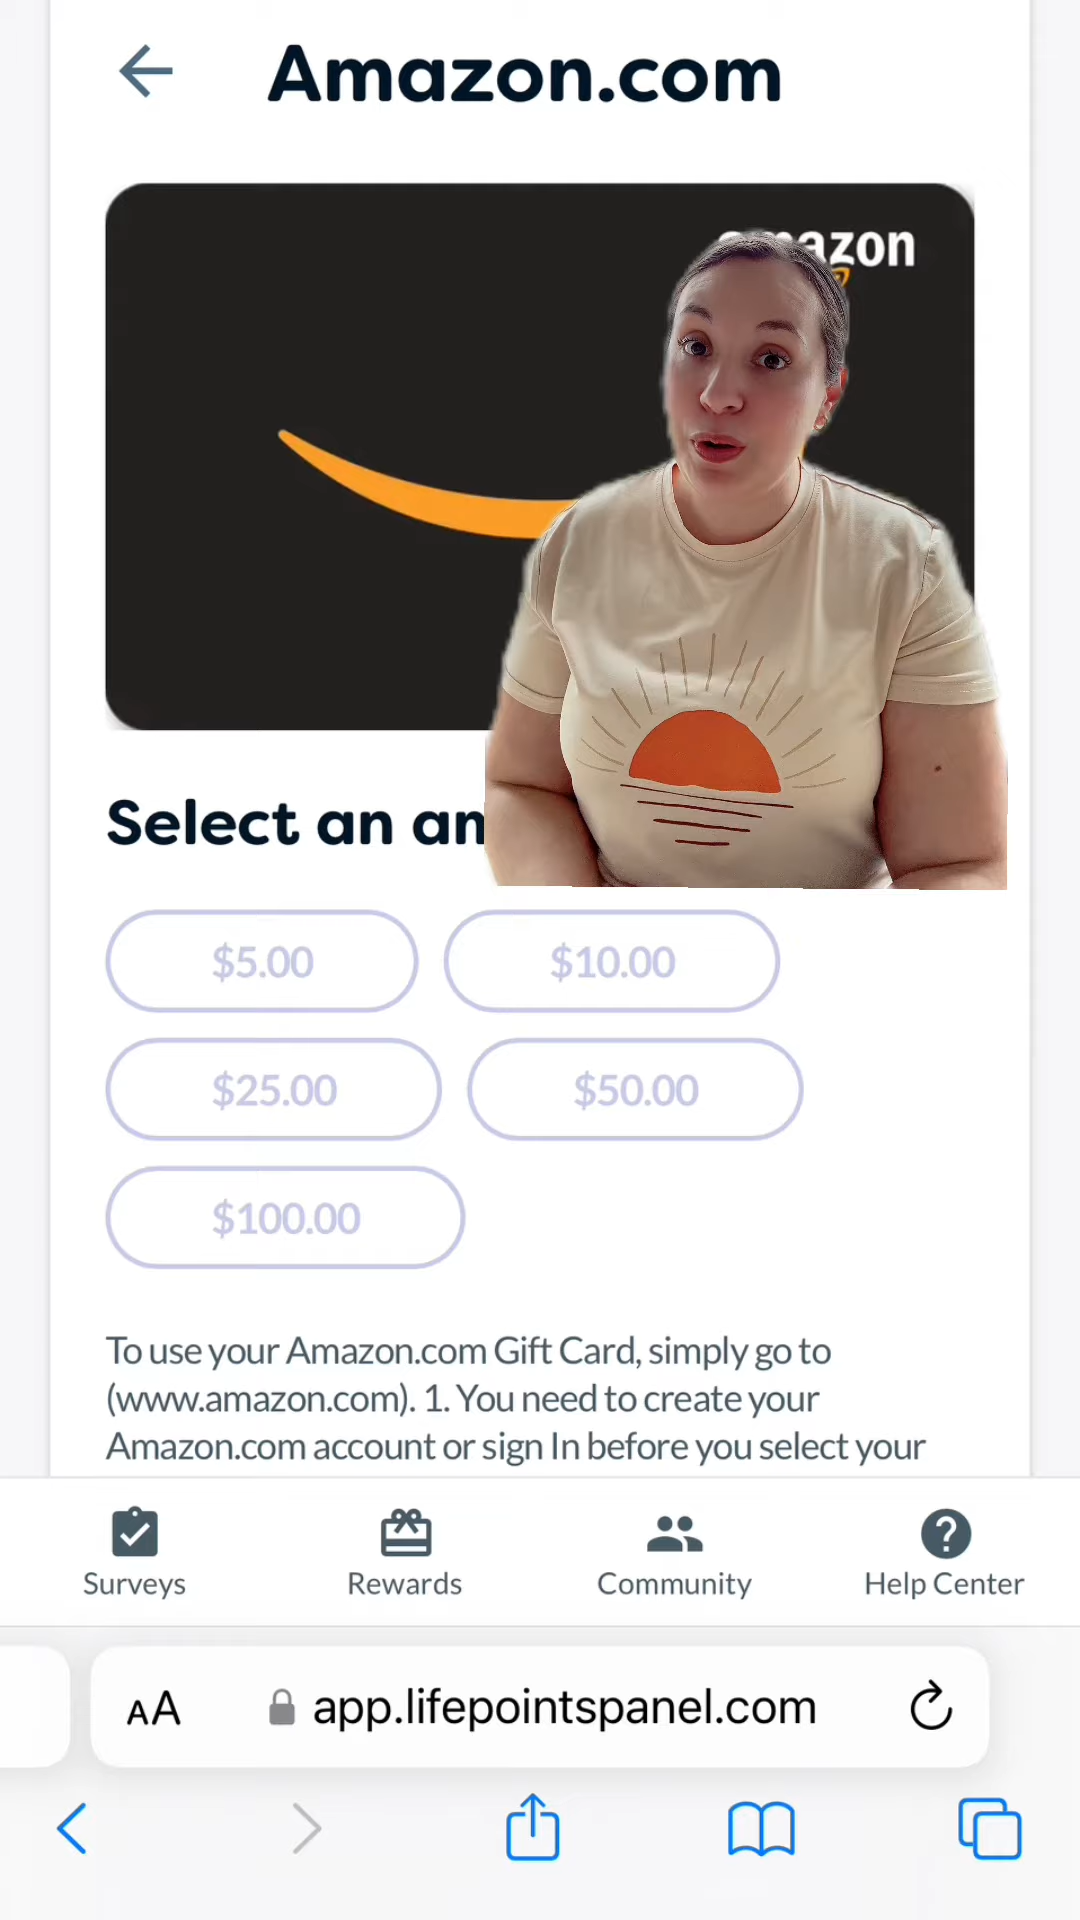 Amazon.com
azon
Select an
$5.00
$10.00
$25.00
$50.00
$100.00
To use your Amazon.com Gift Card, simply go to
(www.amazon.com). 1. You need to create your
Amazon.com account or sign In before you select your
Surveys
Rewards
Community
Help Center
AA
app.lifepointspanel.com